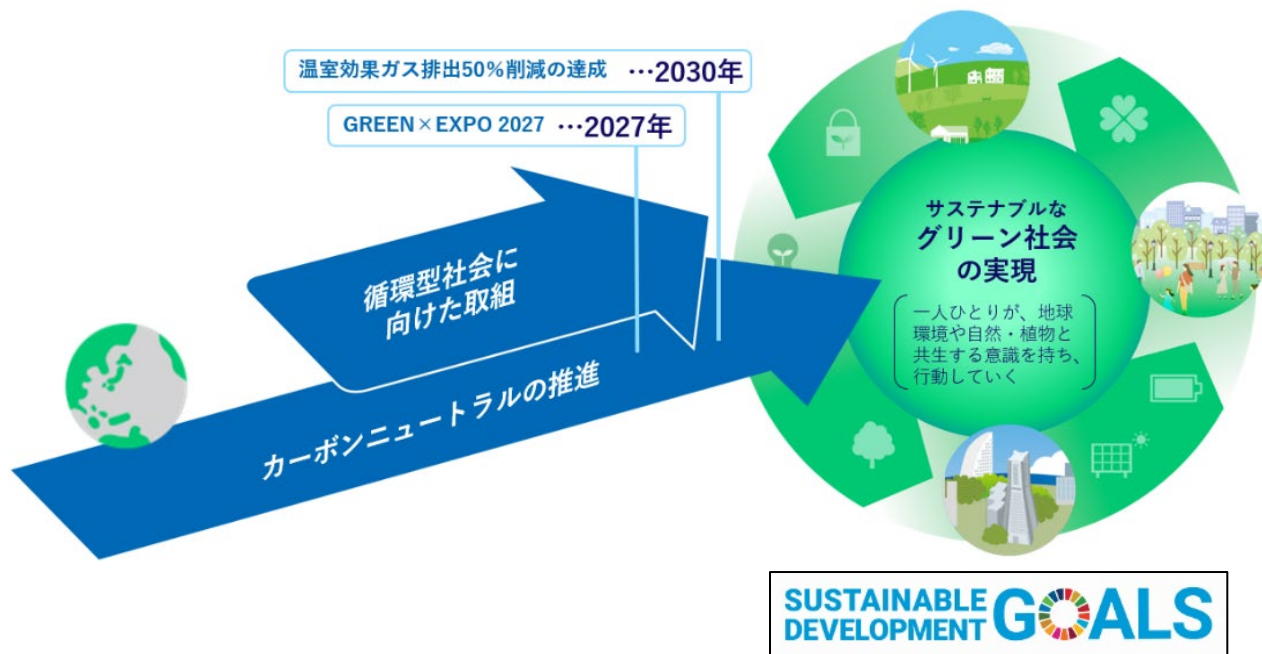 温室効果ガス排出50%削減の達成 …2030年
GREEN×EXPO 2027 …2027年
循環型社会に
向けた取組
カーボンニュートラルの推進
サステナブルな
グリーン社会
の実現
一人ひとりが、地球
環境や自然・植物と
共生する意識を持ち、
行動していく
SUSTAINABLE
DEVELOPMENT
GOALS